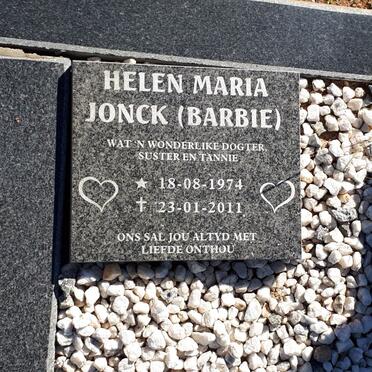 HELEN MARIA
JONCK (BARBIE)
WAT 'N WONDERLIKE DOGTER,
SUSTER EN TANNIE
★ 18-08-1974
✝ 23-01-2011
ONS SAL JOU ALTYD MET
LIEFDE ONTHOU